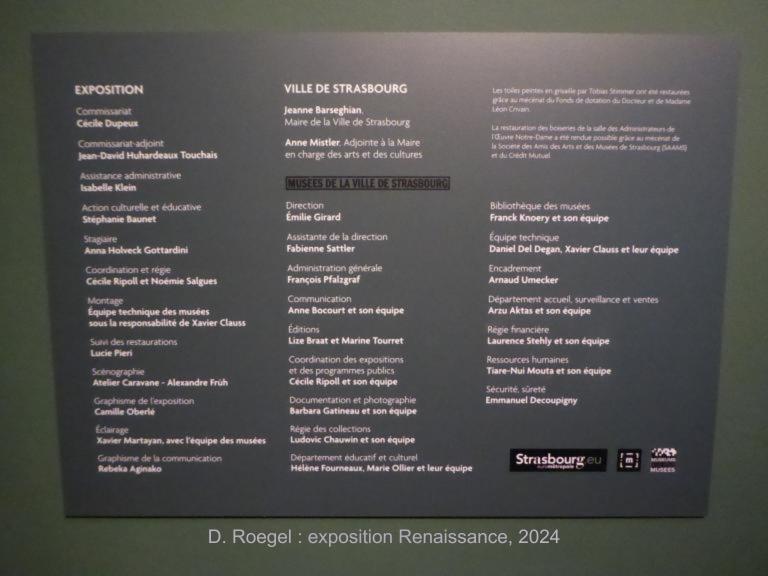 EXPOSITION
Commissariat
Cécile Dupeux
Commissariat-adjoint
Jean-David Huhardeaux Touchais
Assistance administrative
Isabelle Klein
Action culturelle et éducative
Stéphanie Baunet
Stagiaire
Anna Holveck Gottardini
Coordination et régie
Cécile Ripoll et Noémie Salgues
Montage
Équipe technique des musées
sous la responsabilité de Xavier Clauss
Suivi des restaurations
Lucie Pieri
Scénographie
Atelier Caravane - Alexandre Früh
Graphisme de l'exposition
Camille Oberlé
Éclairage
Xavier Martayan, avec l'équipe des musées
Graphisme de la communication
Rebeka Aginako
VILLE DE STRASBOURG
Jeanne Barseghian,
Maire de la Ville de Strasbourg
Anne Mistler, Adjointe à la Maire
en charge des arts et des cultures
MUSÉES DE LA VILLE DE STRASBOURG
Direction
Émilie Girard
Assistante de la direction
Fabienne Sattler
Administration générale
François Pfalzgraf
Communication
Anne Bocourt et son équipe
Éditions
Lize Braat et Marine Tourret
Coordination des expositions
et des programmes publics
Cécile Ripoll et son équipe
Documentation et photographie
Barbara Gatineau et son équipe
Régie des collections
Ludovic Chauwin et son équipe
Département éducatif et culturel
Hélène Fourneaux, Marie Ollier et leur équipe
Les toiles peintes en grisaille par Tobias Stimmer ont été restaurées
grâce au mécénat du Fonds de dotation du Docteur et de Madame
Léon Crivain.
La restauration des boiseries de la salle des Administrateurs de
l'Œuvre Notre-Dame a été rendue possible grâce au mécénat de
la Société des Amis des Arts et des Musées de Strasbourg (SAAMS)
et du Crédit Mutuel.
Bibliothèque des musées
Franck Knoery et son équipe
Équipe technique
Daniel Del Degan, Xavier Clauss et leur équipe
Encadrement
Arnaud Umecker
Département accueil, surveillance et ventes
Arzu Aktas et son équipe
Régie financière
Laurence Stehly et son équipe
Ressources humaines
Tiare-Nui Mouta et son équipe
Sécurité, sûreté
Emmanuel Decoupigny
Strasbourg.eu
eurométropole
[m]
MUSEUMS
MUSÉES
D. Roegel : exposition Renaissance, 2024